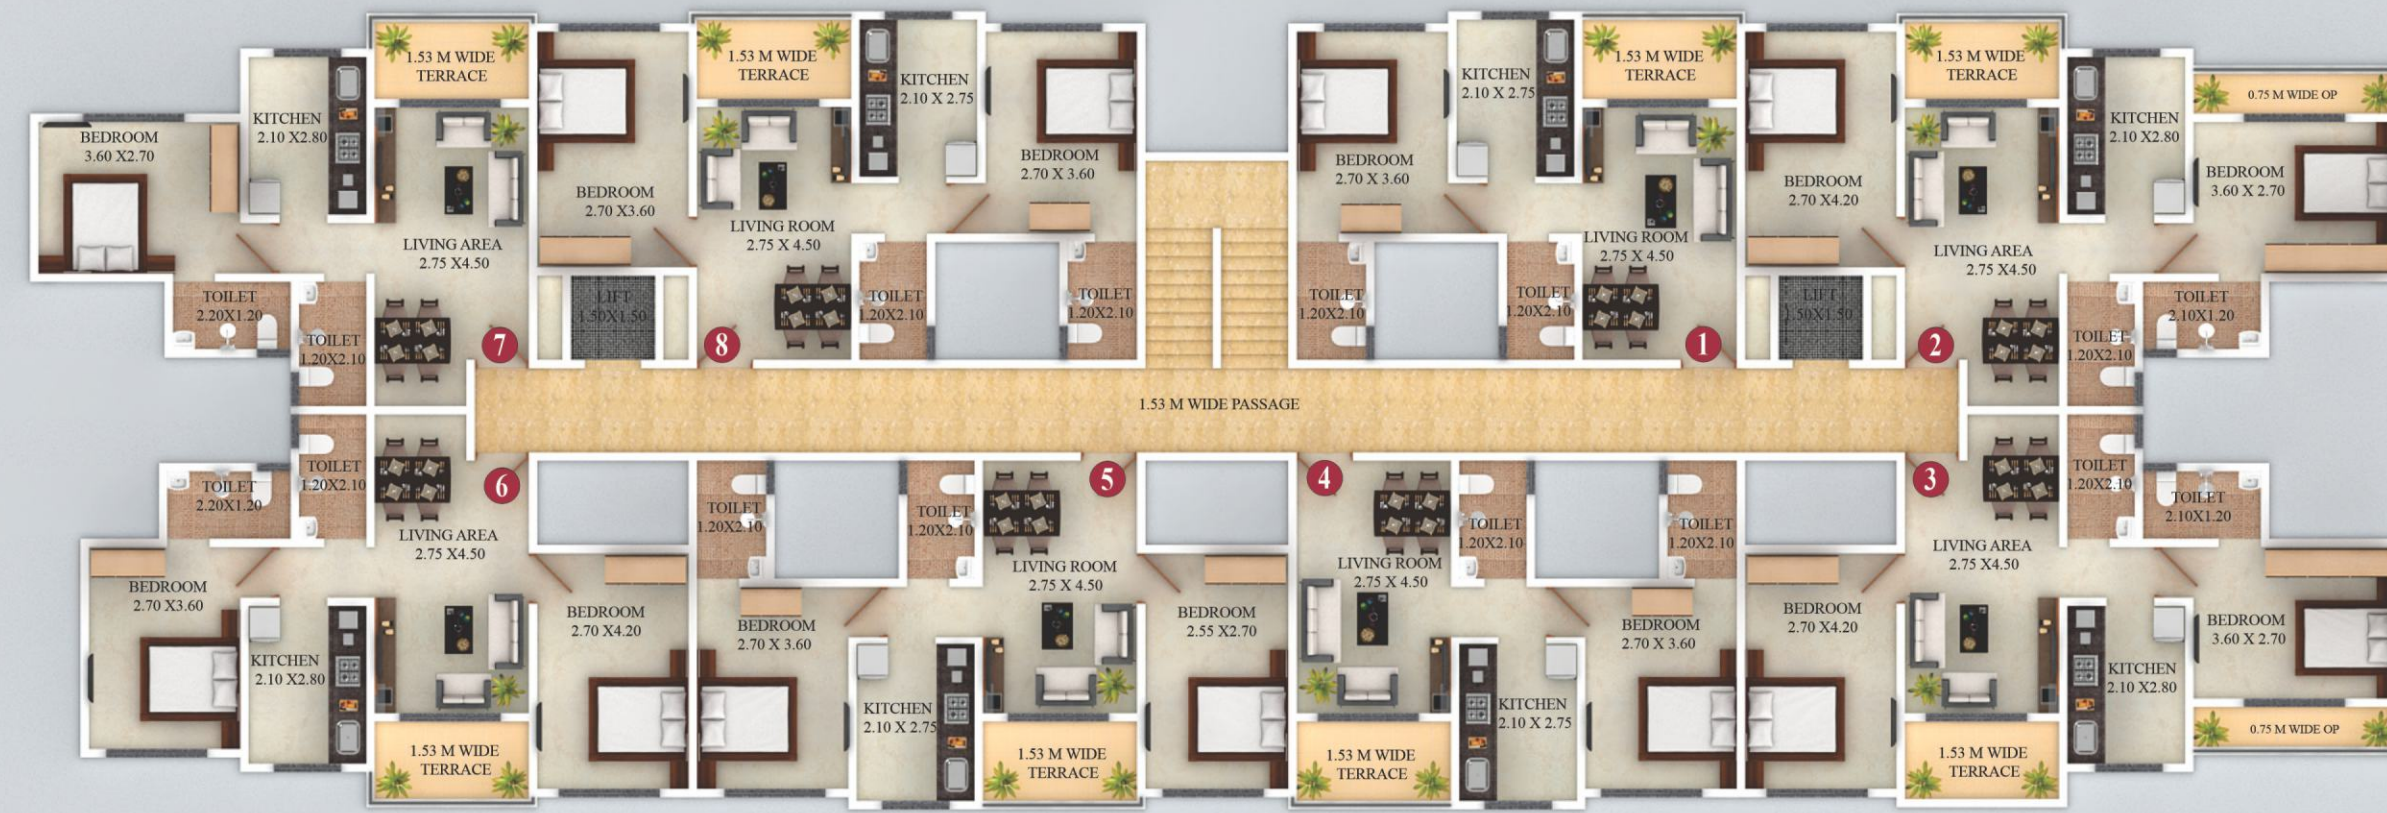 1.53 M WIDE
TERRACE
KITCHEN
2.10 X2.80
BEDROOM
3.60 X2.70
LIVING AREA
2.75 X4.50
TOILET
2.20X1.20
TOILET
1.20X2.10
7
BEDROOM
2.70 X3.60
LIFT
1.50X1.50
1.53 M WIDE
TERRACE
KITCHEN
2.10 X 2.75
BEDROOM
2.70 X 3.60
LIVING ROOM
2.75 X 4.50
TOILET
1.20X2.10
TOILET
1.20X2.10
8
KITCHEN
2.10 X 2.75
1.53 M WIDE
TERRACE
BEDROOM
2.70 X 3.60
LIVING ROOM
2.75 X 4.50
TOILET
1.20X2.10
TOILET
1.20X2.10
1
BEDROOM
2.70 X4.20
LIFT
1.50X1.50
1.53 M WIDE
TERRACE
KITCHEN
2.10 X2.80
0.75 M WIDE OP
BEDROOM
3.60 X 2.70
LIVING AREA
2.75 X4.50
TOILET
2.10X1.20
TOILET
1.20X2.10
2
1.53 M WIDE PASSAGE
6
TOILET
1.20X2.10
TOILET
2.20X1.20
LIVING AREA
2.75 X4.50
BEDROOM
2.70 X3.60
BEDROOM
2.70 X4.20
KITCHEN
2.10 X2.80
1.53 M WIDE
TERRACE
5
TOILET
1.20X2.10
TOILET
1.20X2.10
LIVING ROOM
2.75 X 4.50
BEDROOM
2.70 X 3.60
BEDROOM
2.55 X2.70
KITCHEN
2.10 X 2.75
1.53 M WIDE
TERRACE
4
TOILET
1.20X2.10
TOILET
1.20X2.10
LIVING ROOM
2.75 X 4.50
BEDROOM
2.70 X 3.60
KITCHEN
2.10 X 2.75
1.53 M WIDE
TERRACE
3
TOILET
1.20X2.10
TOILET
2.10X1.20
LIVING AREA
2.75 X4.50
BEDROOM
2.70 X4.20
BEDROOM
3.60 X 2.70
KITCHEN
2.10 X2.80
0.75 M WIDE OP
1.53 M WIDE
TERRACE